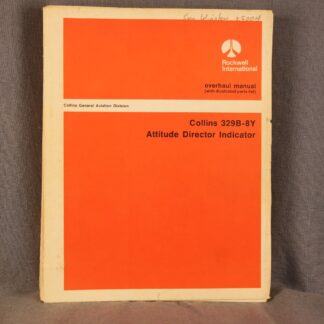 Rockwell
International
overhaul manual
(with illustrated parts list)
Collins General Aviation Division
Collins 329B-8Y
Attitude Director Indicator